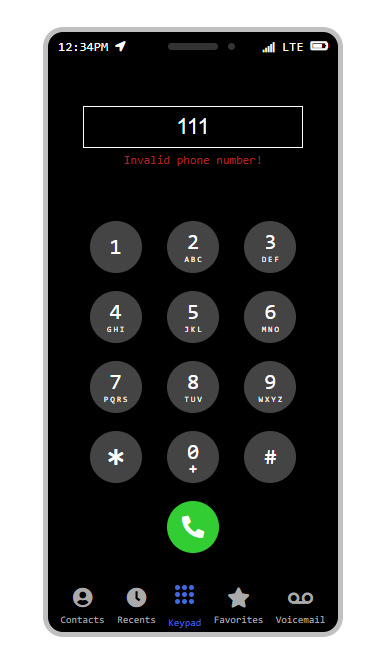 12:34PM LTE
111
Invalid phone number!
1 2 3
ABC DEF
4 5 6
GHI JKL MNO
7 8 9
PQRS TUV WXYZ
* 0 #
+
Contacts Recents Keypad Favorites Voicemail